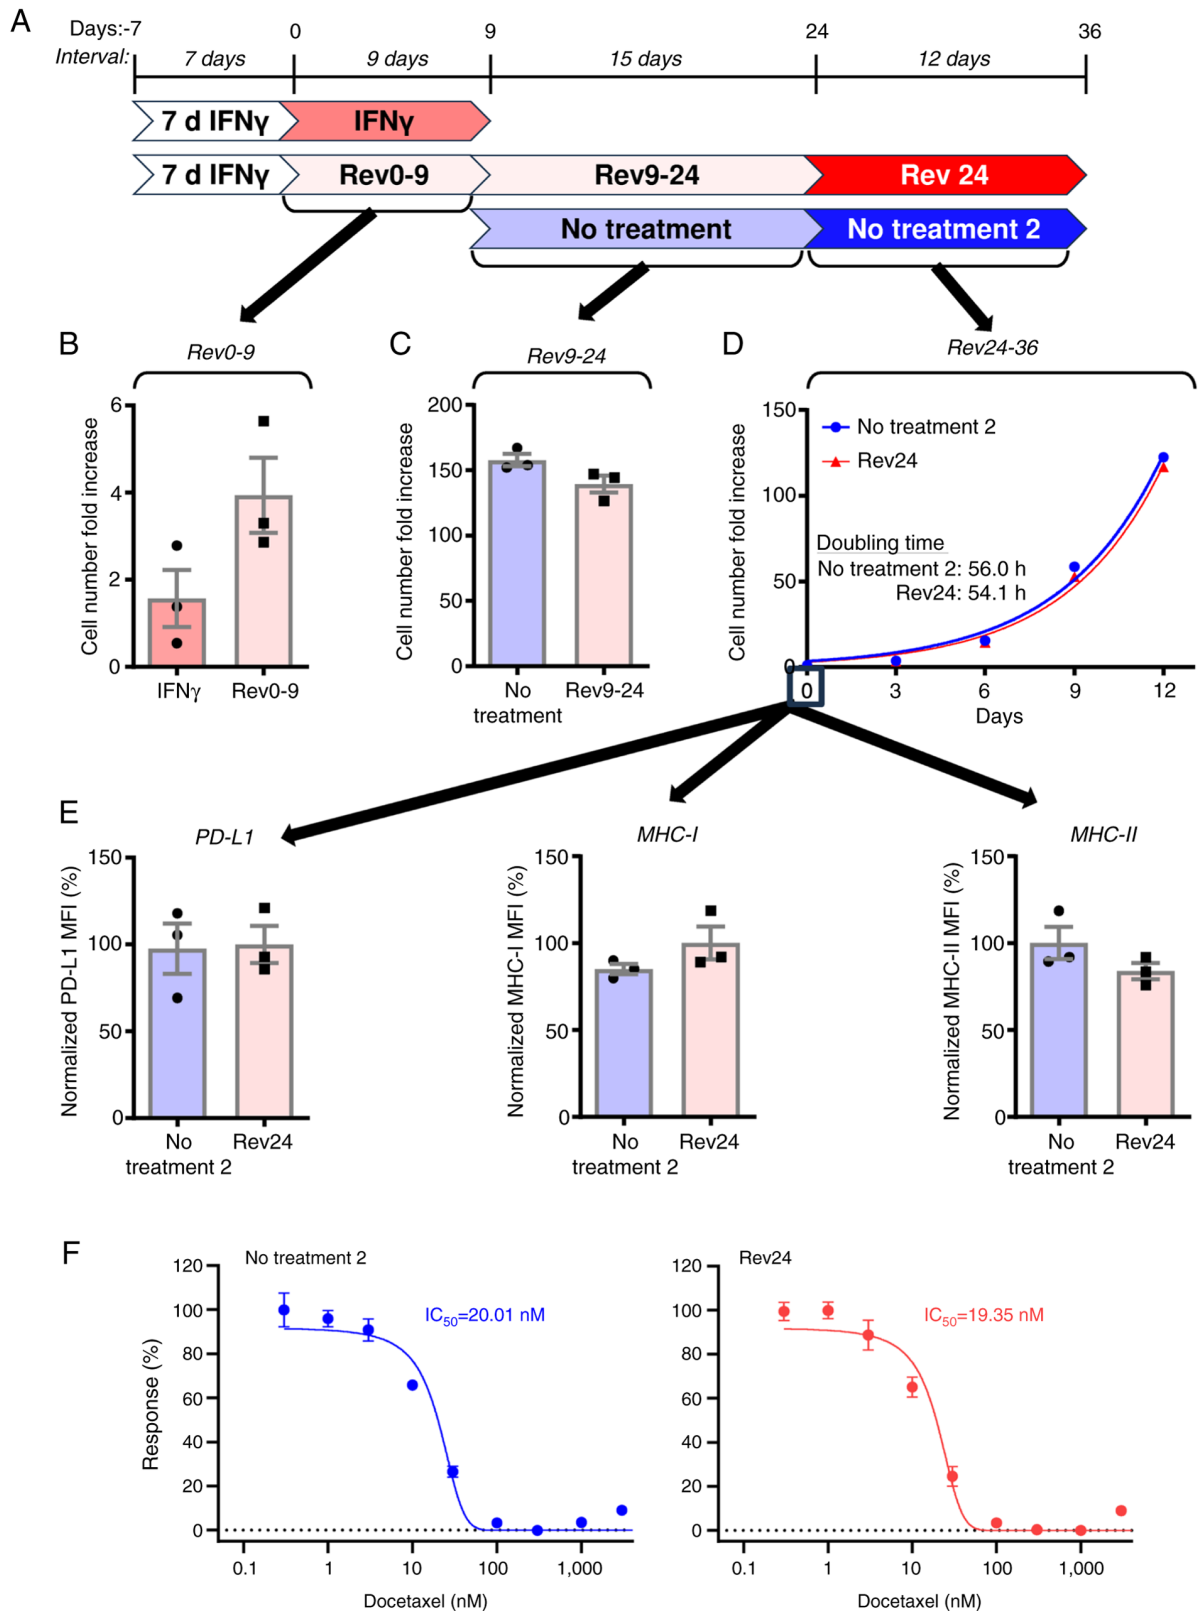 A
Days:-7 0 9 24 36
Interval: 7 days 9 days 15 days 12 days
7 d IFNγ IFNγ
7 d IFNγ Rev0-9 Rev9-24 Rev 24
No treatment No treatment 2
B
Rev0-9
Cell number fold increase
6
4
2
0
IFNγ Rev0-9
C
Rev9-24
Cell number fold increase
200
150
100
50
0
No treatment
Rev9-24
D
Rev24-36
Cell number fold increase
150
100
50
0
No treatment 2
Rev24
Doubling time
No treatment 2: 56.0 h
Rev24: 54.1 h
0 3 6 9 12
Days
E
PD-L1
Normalized PD-L1 MFI (%)
150
100
50
0
No treatment 2
Rev24
MHC-I
Normalized MHC-I MFI (%)
150
100
50
0
No treatment 2
Rev24
MHC-II
Normalized MHC-II MFI (%)
150
100
50
0
No treatment 2
Rev24
F
No treatment 2
Response (%)
120
100
80
60
40
20
0
IC50=20.01 nM
0.1 1 10 100 1,000
Docetaxel (nM)
Rev24
120
100
80
60
40
20
0
IC50=19.35 nM
0.1 1 10 100 1,000
Docetaxel (nM)